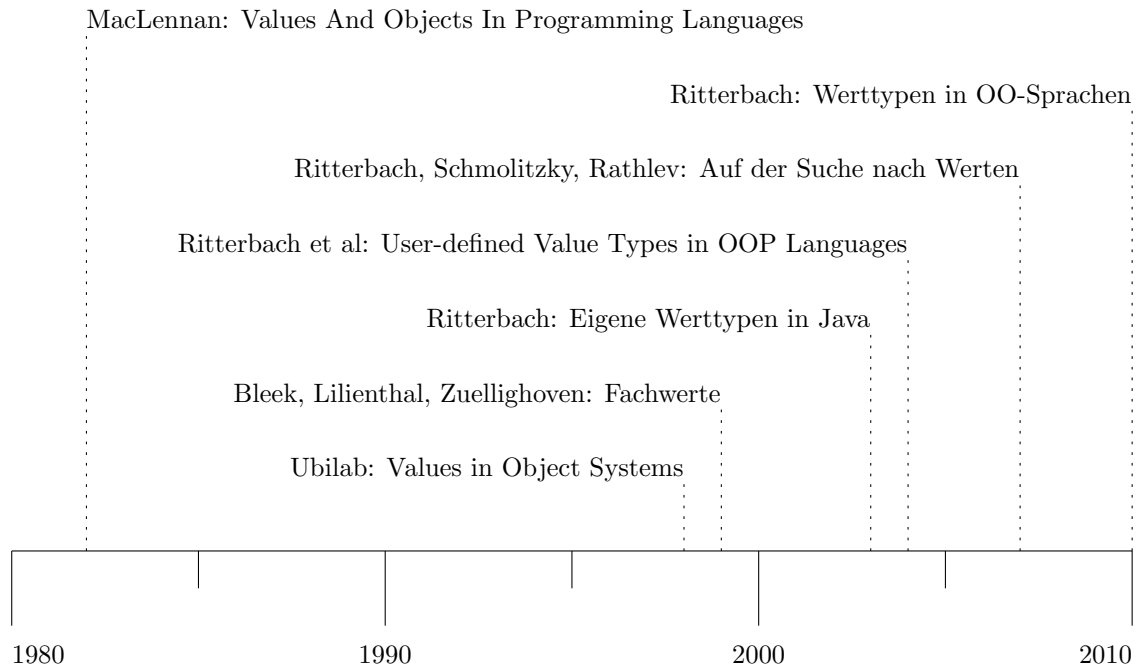 MacLennan: Values And Objects In Programming Languages
Ritterbach: Werttypen in OO-Sprachen
Ritterbach, Schmolitzky, Rathlev: Auf der Suche nach Werten
Ritterbach et al: User-defined Value Types in OOP Languages
Ritterbach: Eigene Werttypen in Java
Bleek, Lilienthal, Zuellighoven: Fachwerte
Ubilab: Values in Object Systems
1980 1990 2000 2010